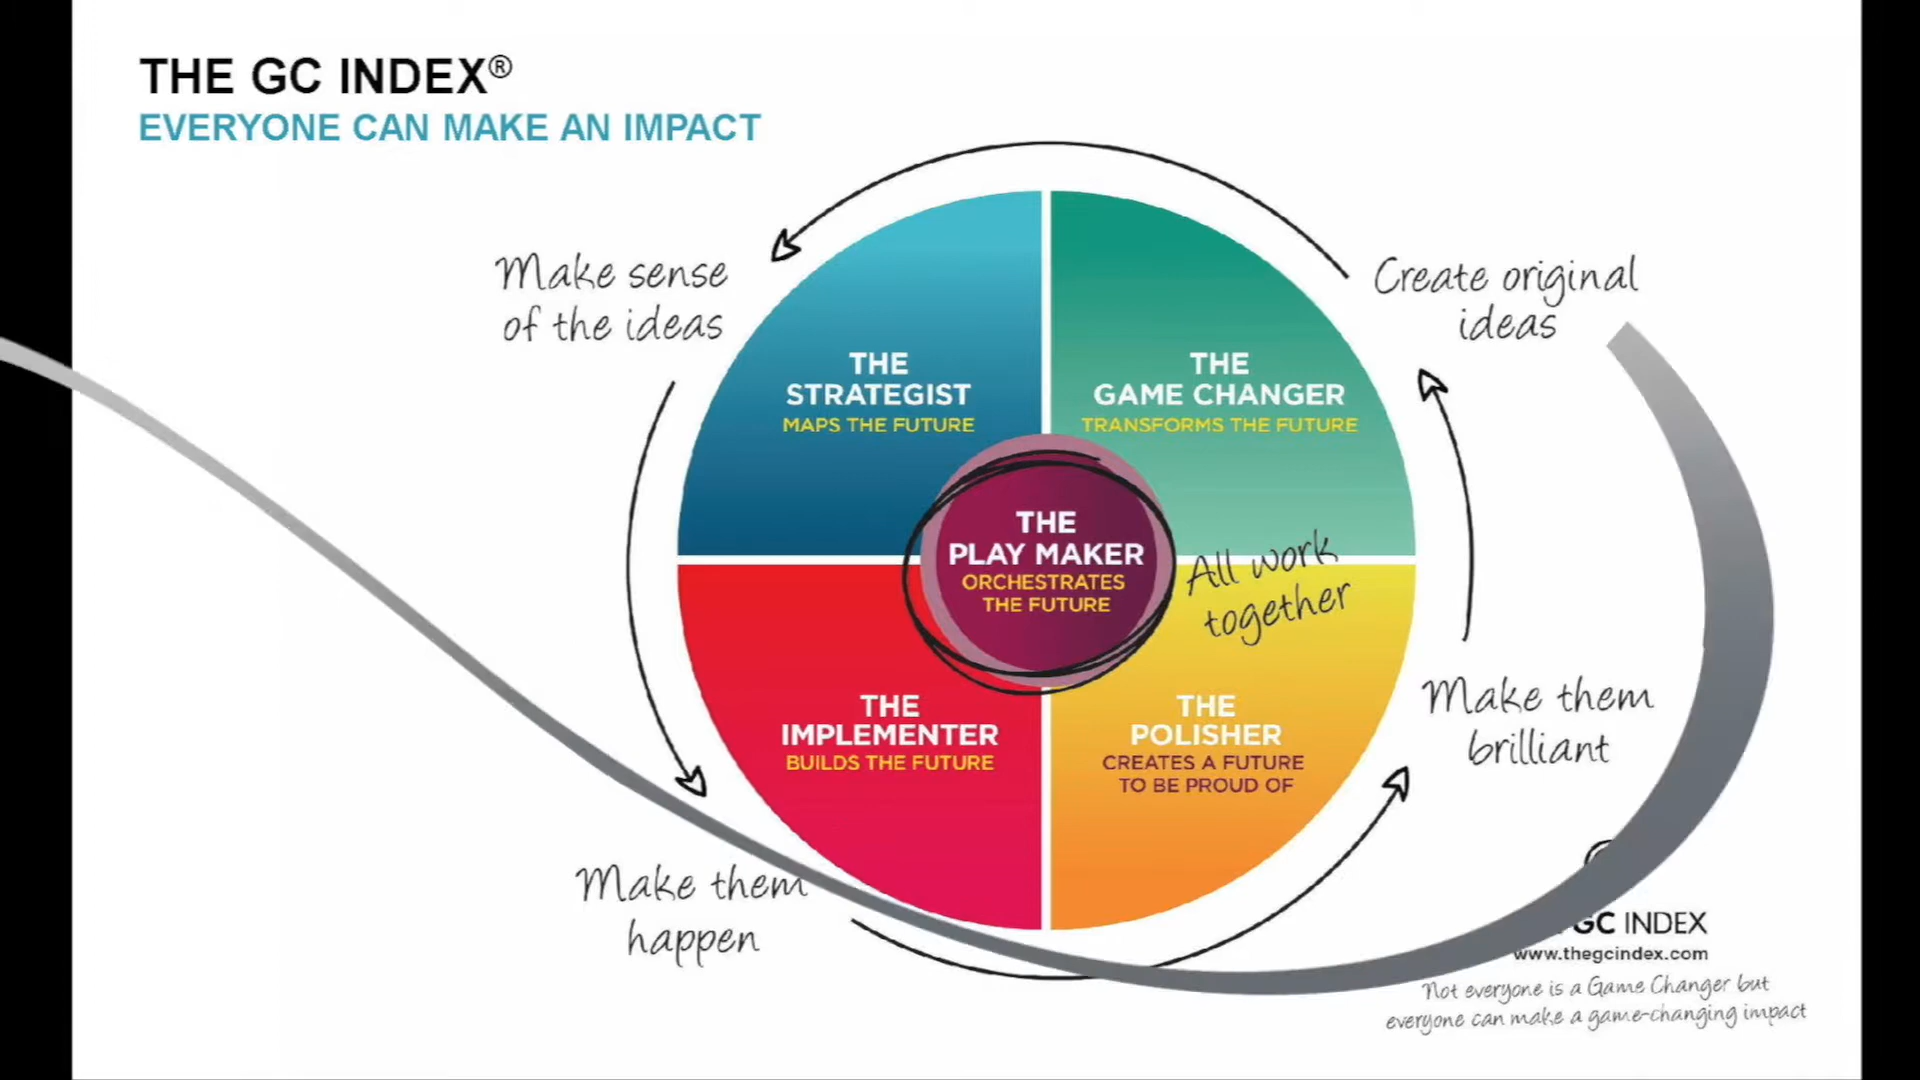 THE GC INDEX®
EVERYONE CAN MAKE AN IMPACT
Make sense
of the ideas
Create original
ideas
THE
STRATEGIST
MAPS THE FUTURE
THE
GAME CHANGER
TRANSFORMS THE FUTURE
THE
PLAY MAKER
ORCHESTRATES
THE FUTURE
All work
together
THE
IMPLEMENTER
BUILDS THE FUTURE
THE
POLISHER
CREATES A FUTURE
TO BE PROUD OF
Make them
brilliant
Make them
happen
GC INDEX
www.thegcindex.com
Not everyone is a Game Changer but
everyone can make a game-changing impact